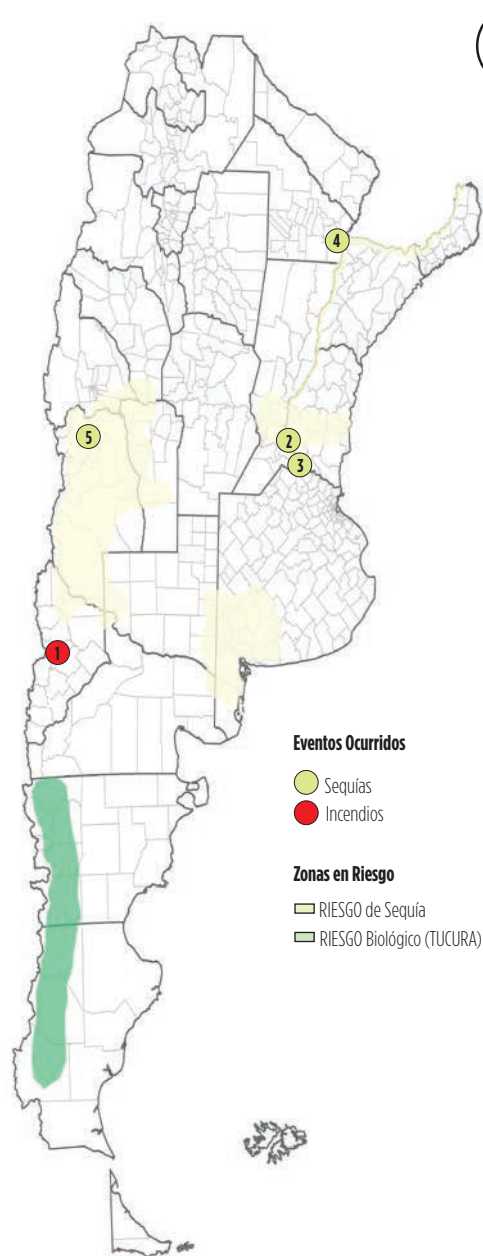 4
5
2
3
1
Eventos Ocurridos
Sequías
Incendios
Zonas en Riesgo
RIESGO de Sequía
RIESGO Biológico (TUCURA)